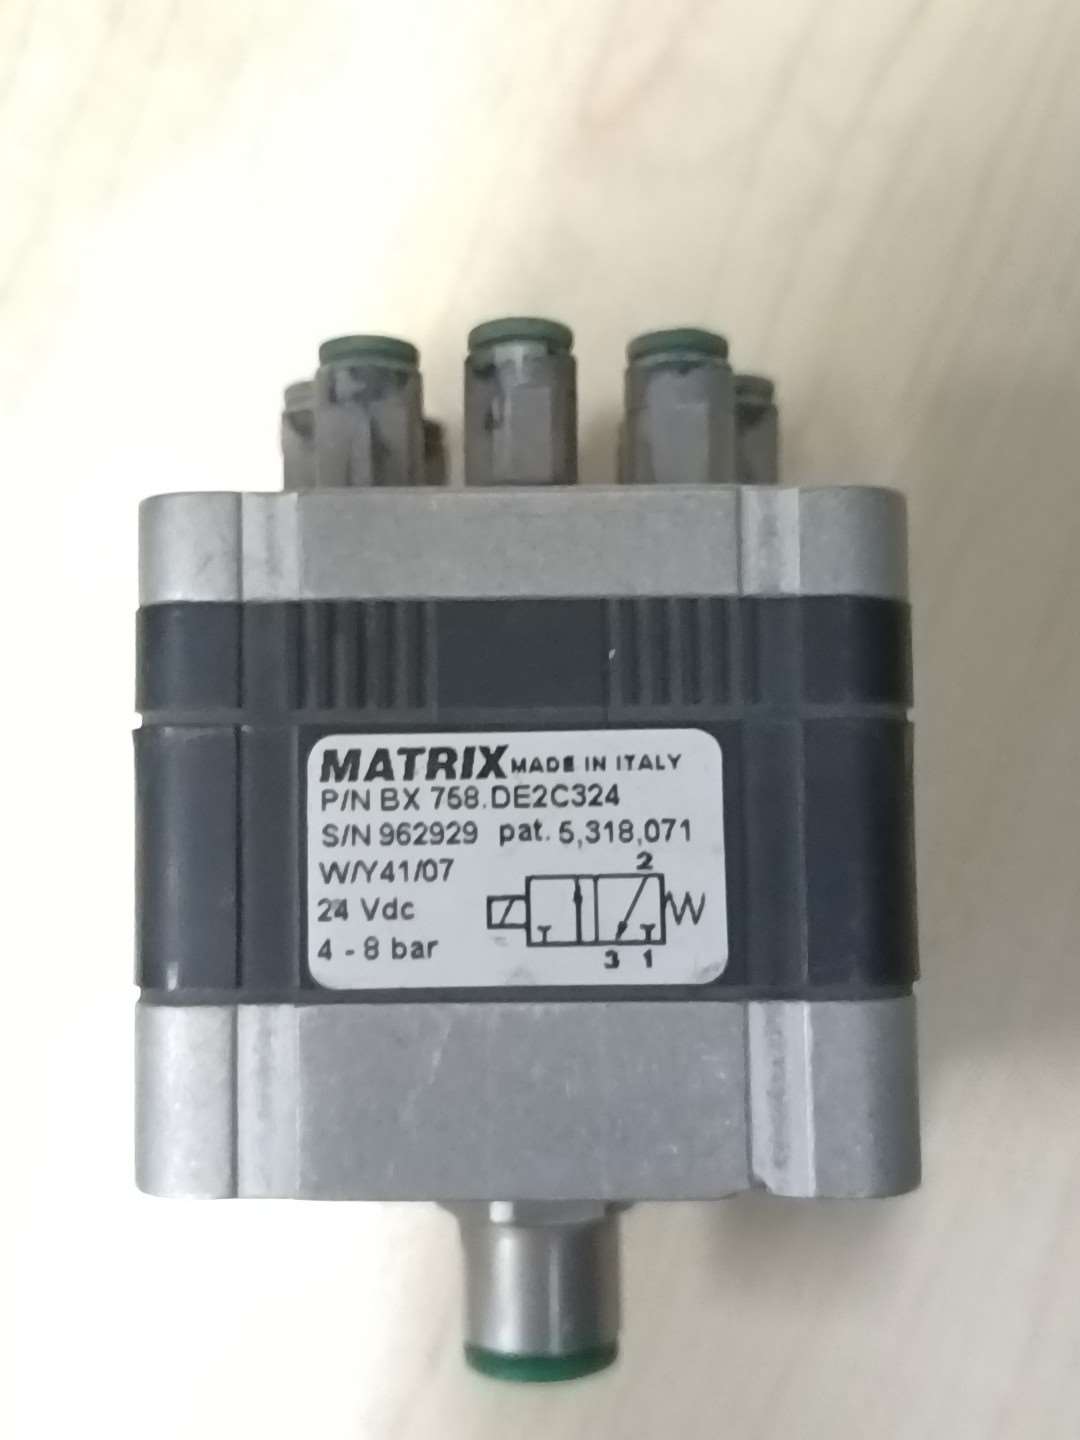 MATRIX MADE IN ITALY
P/N BX 758.DE2C324
S/N 962929 pat. 5,318,071
W/Y41/07
2
24 Vdc
4 - 8 bar
3 1